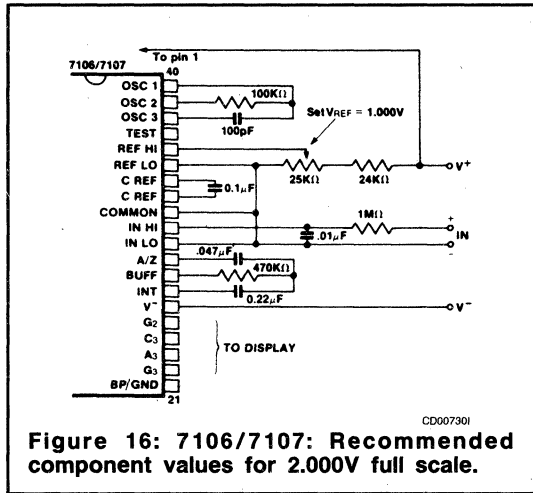 To pin 1
7106/7107
40
OSC 1
100KΩ
OSC 2
Set VREF = 1.000V
OSC 3
100pF
TEST
REF HI
REF LO
V+
25KΩ
24KΩ
C REF
0.1μF
C REF
COMMON
1MΩ
IN HI
+
.01μF
IN
IN LO
-
.047μF
A/Z
470KΩ
BUFF
INT
0.22μF
V-
V-
G2
C3
TO DISPLAY
A3
G3
BP/GND
21
CD00730I
Figure 16: 7106/7107: Recommended
component values for 2.000V full scale.